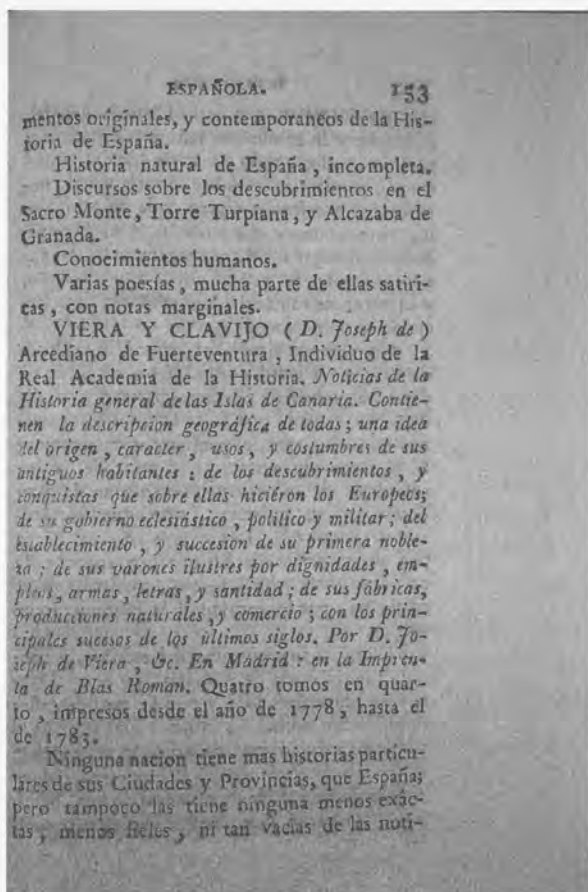 ESPAÑOLA. 153
mentos originales, y contemporaneos de la His-
toria de España.
Historia natural de España, incompleta.
Discursos sobre los descubrimientos en el
Sacro Monte, Torre Turpiana, y Alcazaba de
Granada.
Conocimientos humanos.
Varias poesías, mucha parte de ellas satiri-
cas, con notas marginales.
VIERA Y CLAVIJO (D. Joseph de)
Arcediano de Fuerteventura, Individuo de la
Real Academia de la Historia. Noticias de la
Historia general de las Islas de Canaria. Contie-
nen la descripcion geográfica de todas; una idea
del origen, caracter, usos, y costumbres de sus
antiguos habitantes: de los descubrimientos, y
conquistas que sobre ellas hiciéron los Europeos;
de su gobierno eclesiástico, politico y militar; del
establecimiento, y succesion de su primera noble-
za; de sus varones ilustres por dignidades, em-
pleos, armas, letras, y santidad; de sus fábricas,
producciones naturales, y comercio; con los prin-
cipales sucesos de los últimos siglos. Por D. Jo-
seph de Viera, &c. En Madrid: en la Impren-
ta de Blas Roman. Quatro tomos en quar-
to, impresos desde el año de 1778, hasta el
de 1783.
Ninguna nacion tiene mas historias particu-
lares de sus Ciudades y Provincias, que España;
pero tampoco las tiene ninguna menos exâc-
tas, menos fieles, ni tan vacías de las noti-